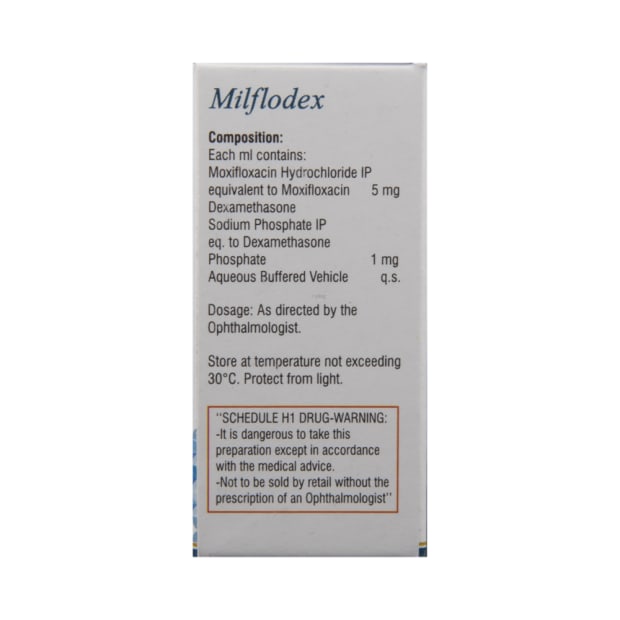 Milflodex
Composition:
Each ml contains:
Moxifloxacin Hydrochloride IP
equivalent to Moxifloxacin 5 mg
Dexamethasone
Sodium Phosphate IP
eq. to Dexamethasone
Phosphate 1 mg
Aqueous Buffered Vehicle q.s.
Dosage: As directed by the
Ophthalmologist.
Store at temperature not exceeding
30°C. Protect from light.
"SCHEDULE H1 DRUG-WARNING:
-It is dangerous to take this
preparation except in accordance
with the medical advice.
-Not to be sold by retail without the
prescription of an Ophthalmologist"